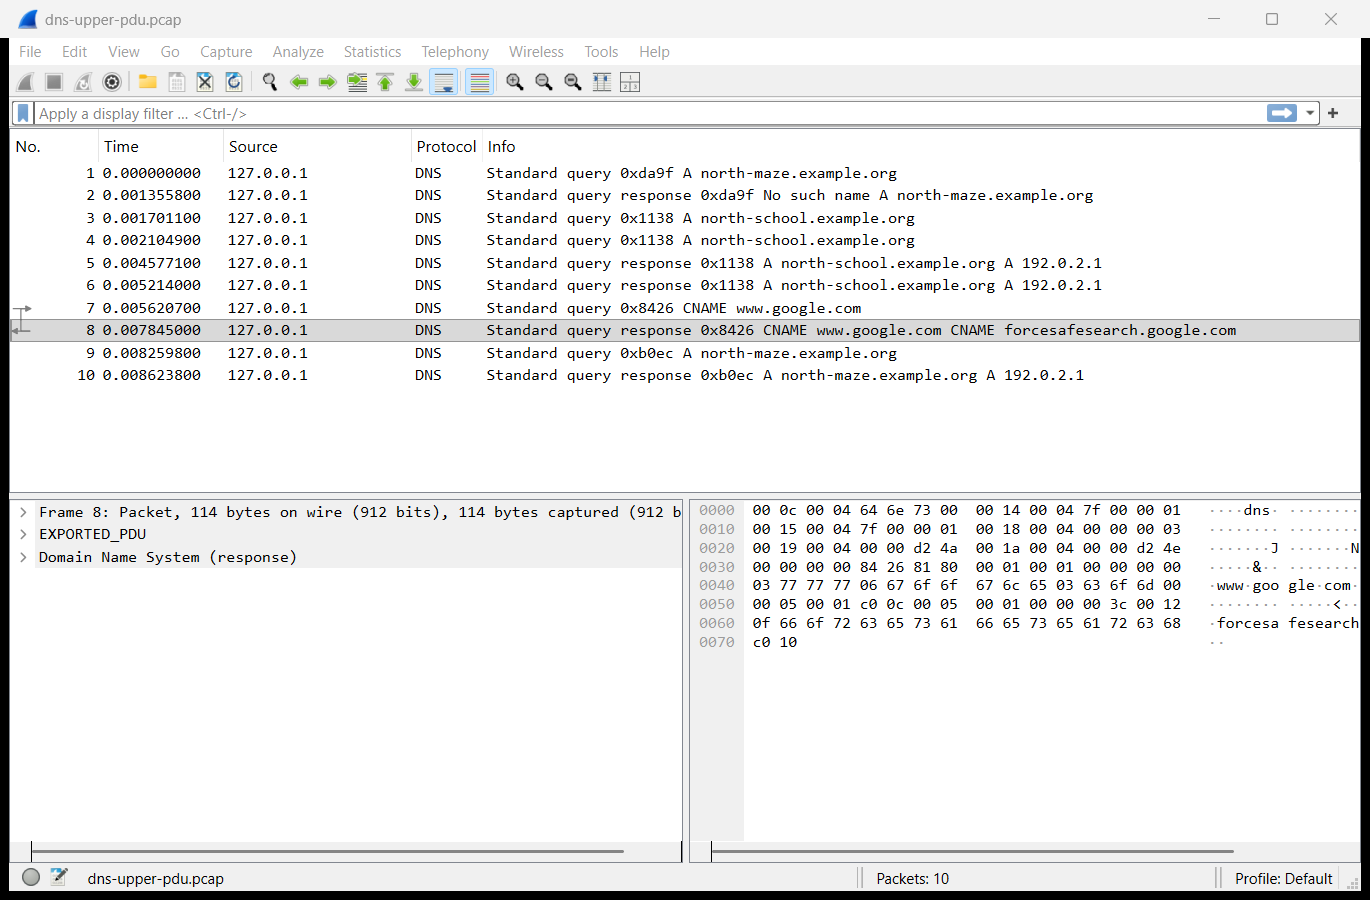 dns-upper-pdu.pcap
File Edit View Go Capture Analyze Statistics Telephony Wireless Tools Help
Apply a display filter ... <Ctrl-/>
No. Time Source Protocol Info
1 0.000000000 127.0.0.1 DNS Standard query 0xda9f A north-maze.example.org
2 0.001355800 127.0.0.1 DNS Standard query response 0xda9f No such name A north-maze.example.org
3 0.001701100 127.0.0.1 DNS Standard query 0x1138 A north-school.example.org
4 0.002104900 127.0.0.1 DNS Standard query 0x1138 A north-school.example.org
5 0.004577100 127.0.0.1 DNS Standard query response 0x1138 A north-school.example.org A 192.0.2.1
6 0.005214000 127.0.0.1 DNS Standard query response 0x1138 A north-school.example.org A 192.0.2.1
7 0.005620700 127.0.0.1 DNS Standard query 0x8426 CNAME www.google.com
8 0.007845000 127.0.0.1 DNS Standard query response 0x8426 CNAME www.google.com CNAME forcesafesearch.google.com
9 0.008259800 127.0.0.1 DNS Standard query 0xb0ec A north-maze.example.org
10 0.008623800 127.0.0.1 DNS Standard query response 0xb0ec A north-maze.example.org A 192.0.2.1
Frame 8: Packet, 114 bytes on wire (912 bits), 114 bytes captured (912 b
EXPORTED_PDU
Domain Name System (response)
0000 00 0c 00 04 64 6e 73 00 00 14 00 04 7f 00 00 01 ····dns· ········
0010 00 15 00 04 7f 00 00 01 00 18 00 04 00 00 00 03 ········ ········
0020 00 19 00 04 00 00 d2 4a 00 1a 00 04 00 00 d2 4e ·······J ·······N
0030 00 00 00 00 84 26 81 80 00 01 00 01 00 00 00 00 ·····&·· ········
0040 03 77 77 77 06 67 6f 6f 67 6c 65 03 63 6f 6d 00 ·www·goo gle·com·
0050 00 05 00 01 c0 0c 00 05 00 01 00 00 00 3c 00 12 ········ ·····<··
0060 0f 66 6f 72 63 65 73 61 66 65 73 65 61 72 63 68 ·forcesa fesearch
0070 c0 10 ··
dns-upper-pdu.pcap
Packets: 10
Profile: Default